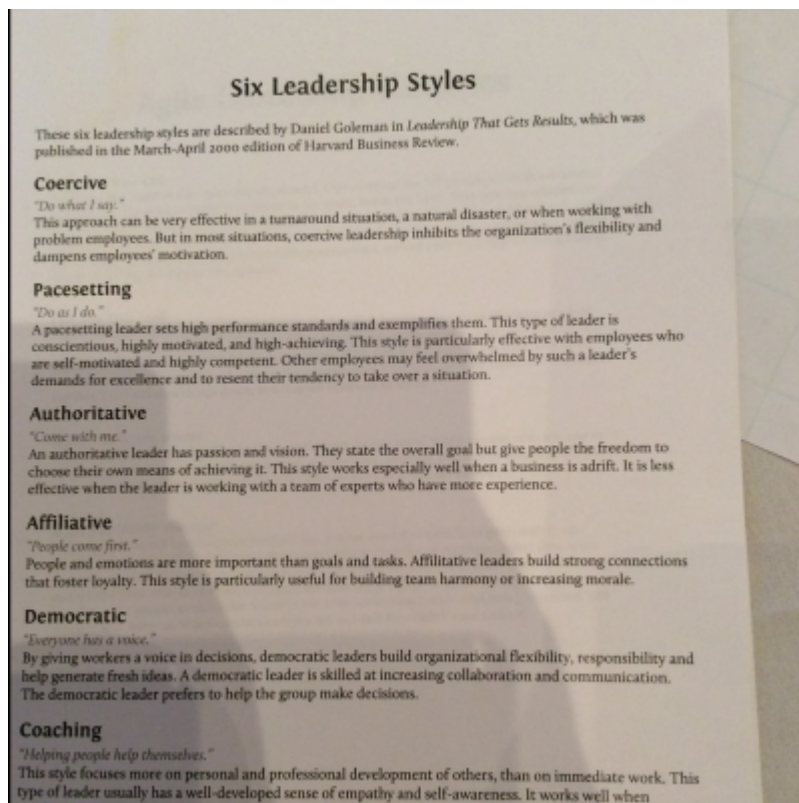 Six Leadership Styles
These six leadership styles are described by Daniel Goleman in Leadership That Gets Results, which was
published in the March-April 2000 edition of Harvard Business Review.
Coercive
"Do what I say."
This approach can be very effective in a turnaround situation, a natural disaster, or when working with
problem employees. But in most situations, coercive leadership inhibits the organization's flexibility and
dampens employees' motivation.
Pacesetting
"Do as I do."
A pacesetting leader sets high performance standards and exemplifies them. This type of leader is
conscientious, highly motivated, and high-achieving. This style is particularly effective with employees who
are self-motivated and highly competent. Other employees may feel overwhelmed by such a leader's
demands for excellence and to resent their tendency to take over a situation.
Authoritative
"Come with me."
An authoritative leader has passion and vision. They state the overall goal but give people the freedom to
choose their own means of achieving it. This style works especially well when a business is adrift. It is less
effective when the leader is working with a team of experts who have more experience.
Affiliative
"People come first."
People and emotions are more important than goals and tasks. Affilitative leaders build strong connections
that foster loyalty. This style is particularly useful for building team harmony or increasing morale.
Democratic
"Everyone has a voice."
By giving workers a voice in decisions, democratic leaders build organizational flexibility, responsibility and
help generate fresh ideas. A democratic leader is skilled at increasing collaboration and communication.
The democratic leader prefers to help the group make decisions.
Coaching
"Helping people help themselves."
This style focuses more on personal and professional development of others, than on immediate work. This
type of leader usually has a well-developed sense of empathy and self-awareness. It works well when